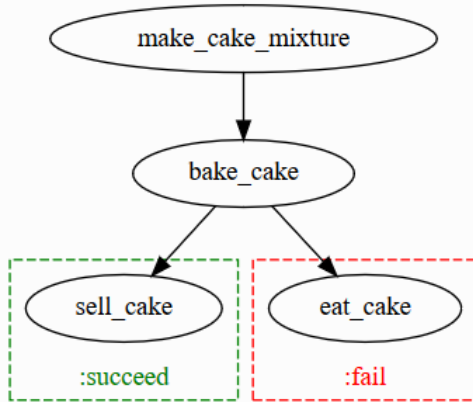 make_cake_mixture
bake_cake
sell_cake
eat_cake
:succeed
:fail